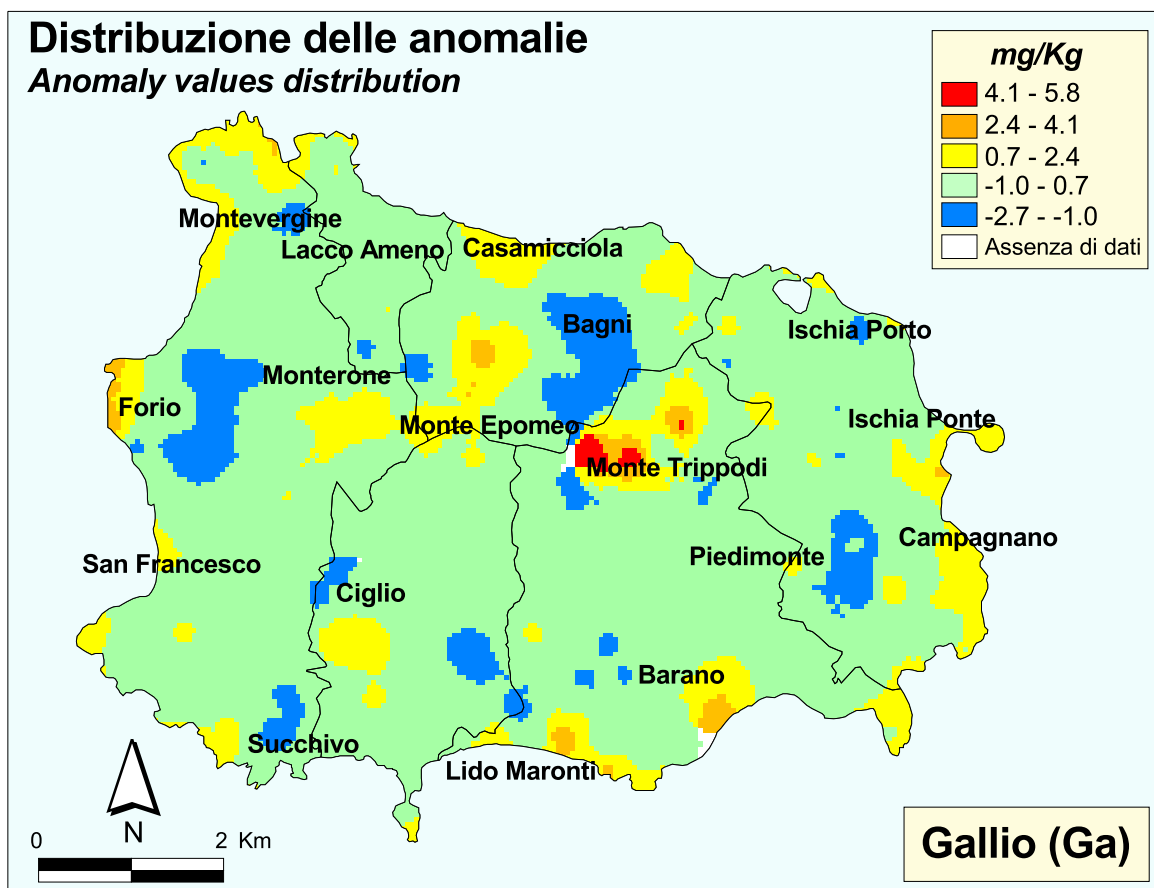 Distribuzione delle anomalie
Anomaly values distribution
mg/Kg
4.1 - 5.8
2.4 - 4.1
0.7 - 2.4
-1.0 - 0.7
-2.7 - -1.0
Assenza di dati
Montevergine
Lacco Ameno
Casamicciola
Bagni
Ischia Porto
Monterone
Forio
Monte Epomeo
Ischia Ponte
Monte Trippodi
Campagnano
Piedimonte
San Francesco
Ciglio
Barano
Succhivo
Lido Maronti
N
0 2 Km
Gallio (Ga)